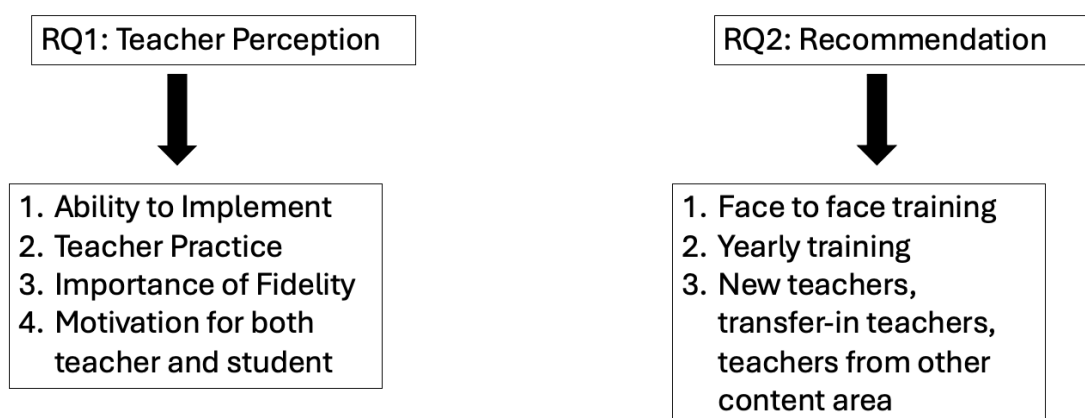 RQ1: Teacher Perception
1. Ability to Implement
2. Teacher Practice
3. Importance of Fidelity
4. Motivation for both
teacher and student
RQ2: Recommendation
1. Face to face training
2. Yearly training
3. New teachers,
transfer-in teachers,
teachers from other
content area